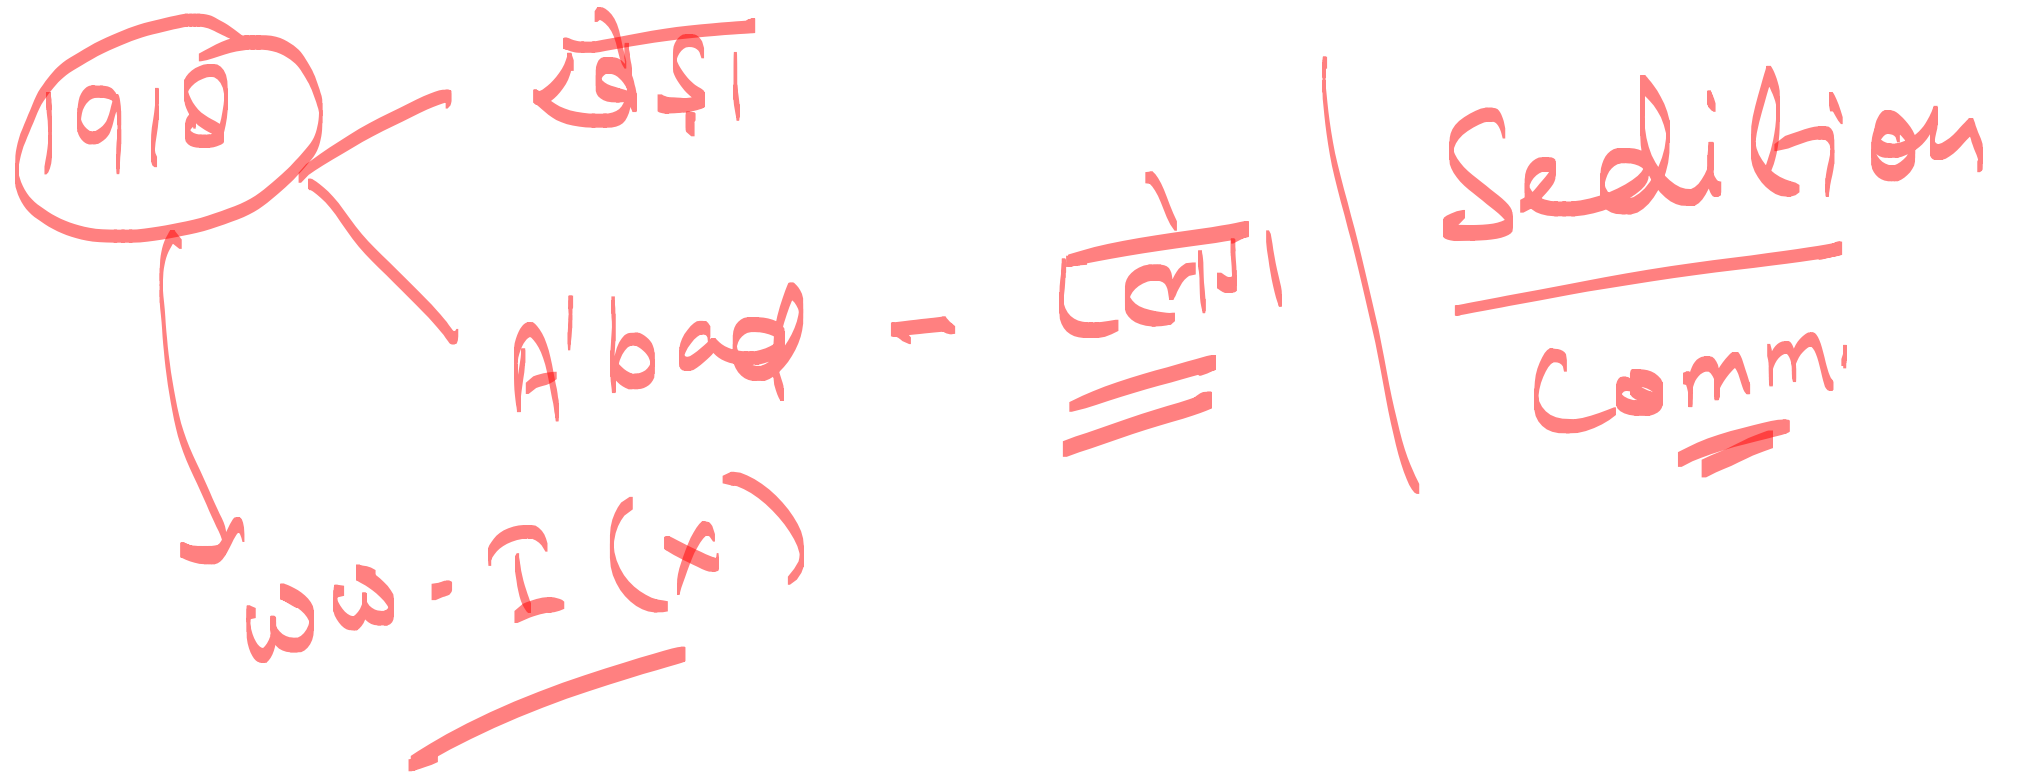 1918 खेड़ा
A'bad - प्लेग
Sedition
Comm.
WW-I (x)